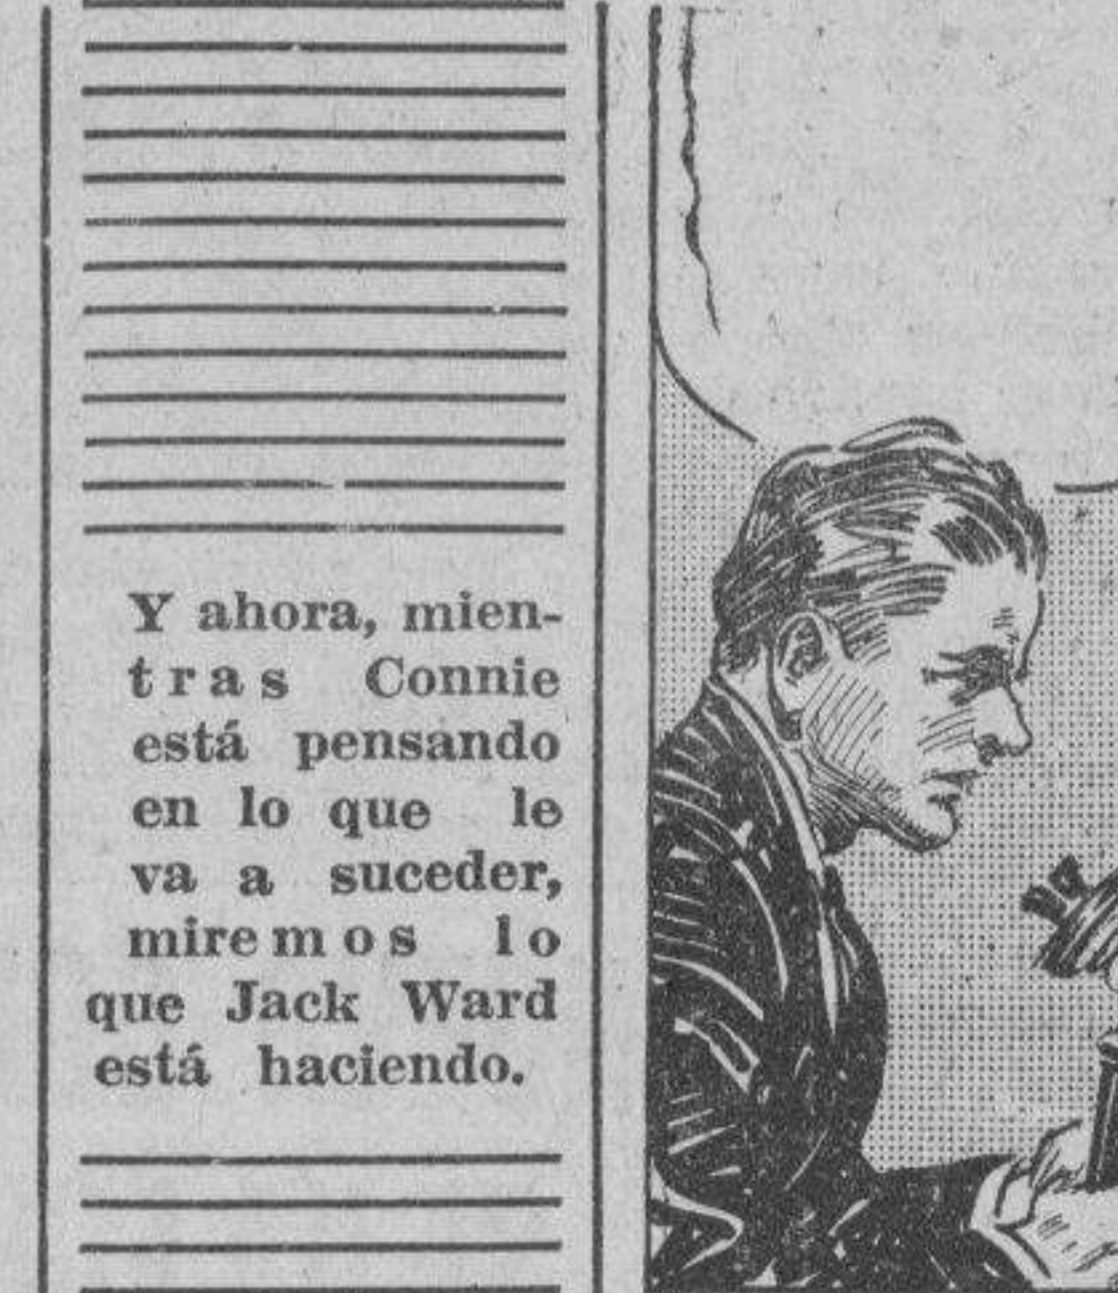 Y ahora, mien-
tras Connie
está pensando
en lo que le
va a suceder,
miremos lo
que Jack Ward
está haciendo.